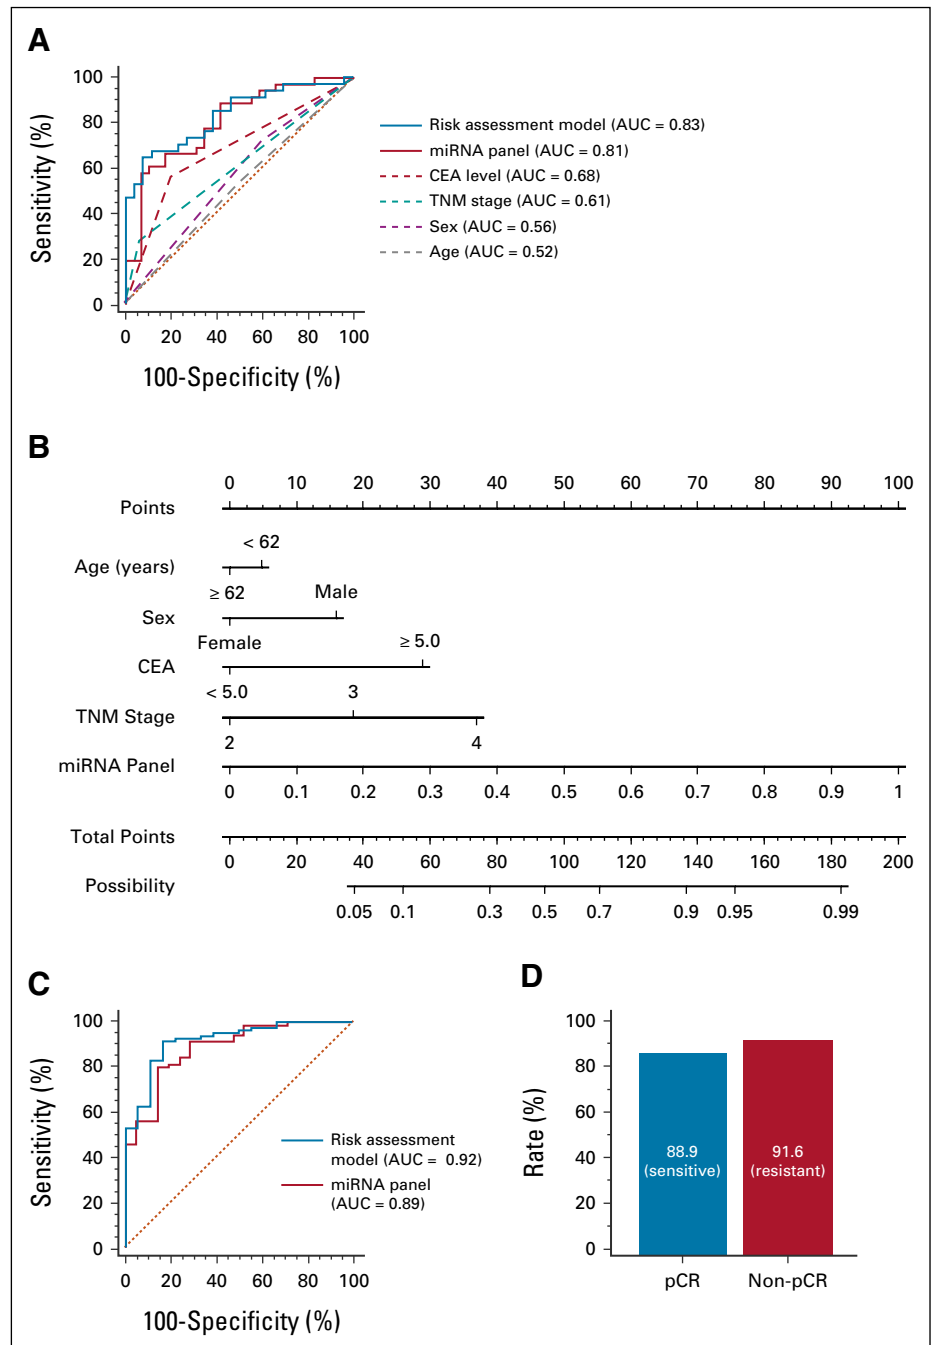 A
100
80
60
40
20
0
Sensitivity (%)
0 20 40 60 80 100
100-Specificity (%)
Risk assessment model (AUC = 0.83)
miRNA panel (AUC = 0.81)
CEA level (AUC = 0.68)
TNM stage (AUC = 0.61)
Sex (AUC = 0.56)
Age (AUC = 0.52)
B
0 10 20 30 40 50 60 70 80 90 100
Points
< 62
Age (years)
≥ 62 Male
Sex
Female ≥ 5.0
CEA
< 5.0 3
TNM Stage
2 4
miRNA Panel
0 0.1 0.2 0.3 0.4 0.5 0.6 0.7 0.8 0.9 1
Total Points
0 20 40 60 80 100 120 140 160 180 200
Possibility
0.05 0.1 0.3 0.5 0.7 0.9 0.95 0.99
C
100
80
60
40
20
0
Sensitivity (%)
0 20 40 60 80 100
100-Specificity (%)
Risk assessment
model (AUC = 0.92)
miRNA panel
(AUC = 0.89)
D
100
80
60
40
20
0
Rate (%)
88.9
(sensitive)
91.6
(resistant)
pCR Non-pCR